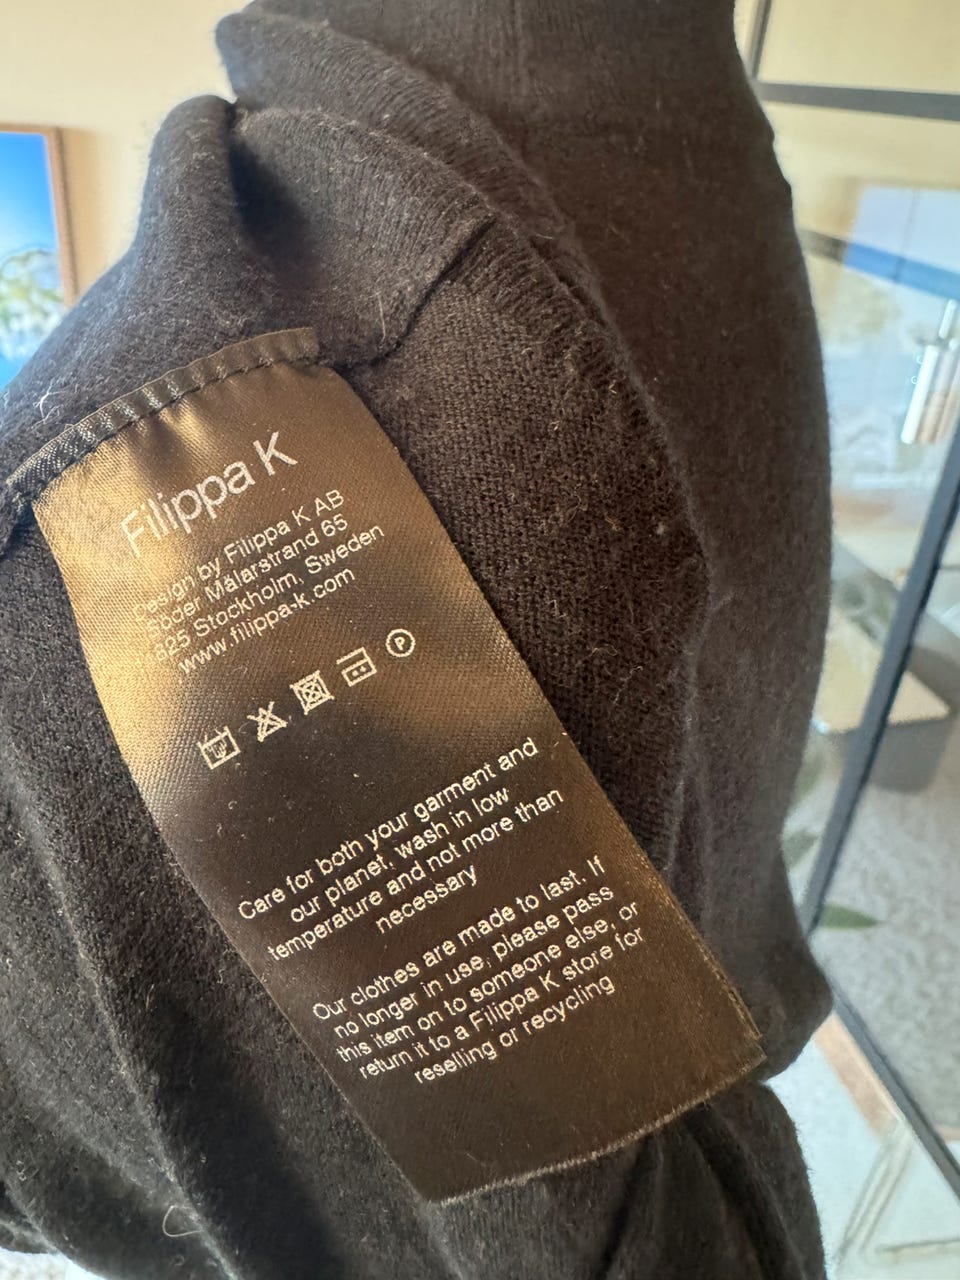 Filippa K
Design by Filippa K AB
Söder Mälarstrand 65
825 Stockholm, Sweden
www.filippa-k.com
P
Care for both your garment and
our planet, wash in low
temperature and not more than
necessary
Our clothes are made to last. If
no longer in use, please pass
this item on to someone else, or
return it to a Filippa K store for
reselling or recycling